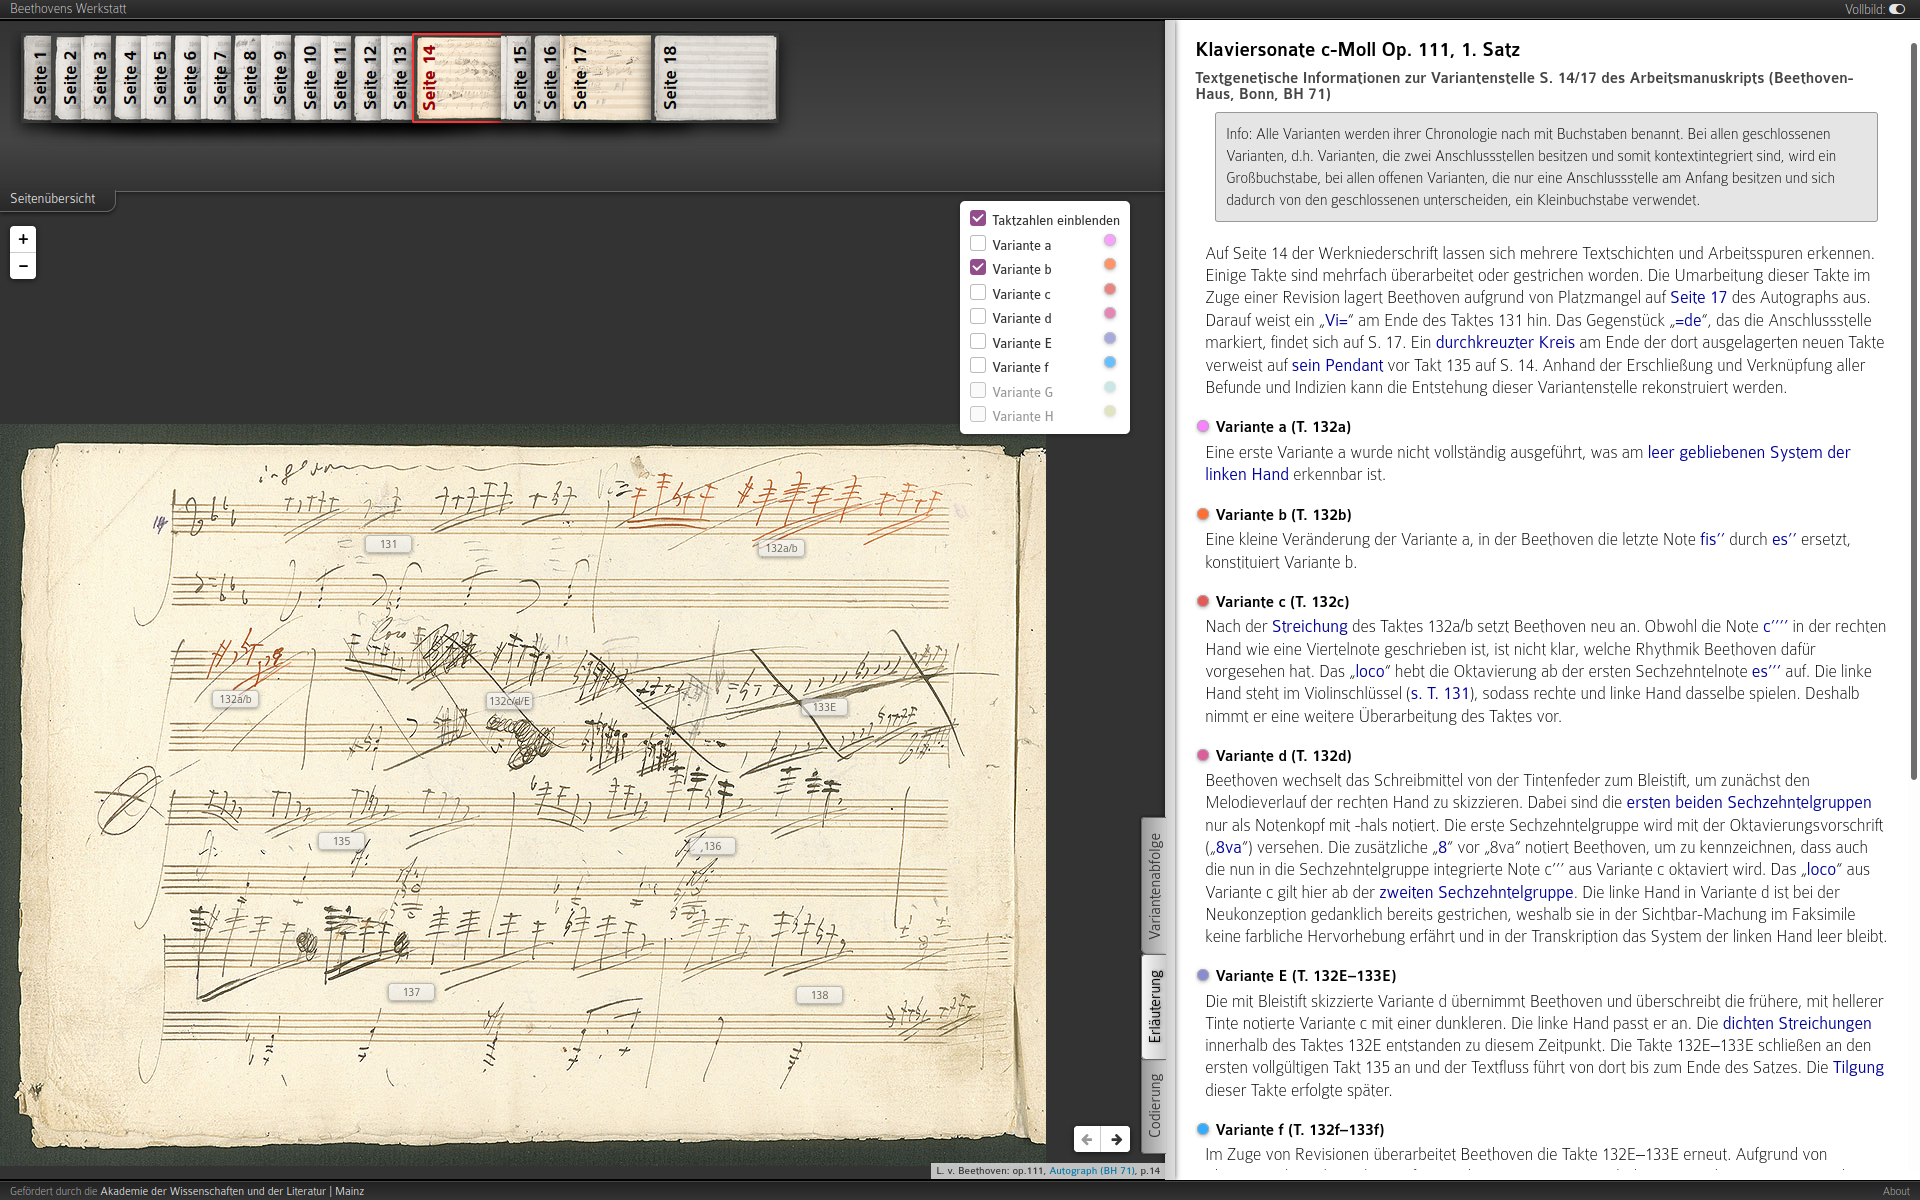 Beethovens Werkstatt
Vollbild:
Seite 1
Seite 2
Seite 3
Seite 4
Seite 5
Seite 6
Seite 7
Seite 8
Seite 9
Seite 10
Seite 11
Seite 12
Seite 13
Seite 14
Seite 15
Seite 16
Seite 17
Seite 18
Seitenübersicht
+
−
Taktzahlen einblenden
Variante a
Variante b
Variante c
Variante d
Variante E
Variante f
Variante G
Variante H
14
Vi=
131
132a/b
loco
132a/b
132c/d/E
133E
135
136
137
138
L. v. Beethoven: op.111, Autograph (BH 71), p.14
Variantenabfolge
Erläuterung
Codierung
Klaviersonate c-Moll Op. 111, 1. Satz
Textgenetische Informationen zur Variantenstelle S. 14/17 des Arbeitsmanuskripts (Beethoven-
Haus, Bonn, BH 71)
Info: Alle Varianten werden ihrer Chronologie nach mit Buchstaben benannt. Bei allen geschlossenen
Varianten, d.h. Varianten, die zwei Anschlussstellen besitzen und somit kontextintegriert sind, wird ein
Großbuchstabe, bei allen offenen Varianten, die nur eine Anschlussstelle am Anfang besitzen und sich
dadurch von den geschlossenen unterscheiden, ein Kleinbuchstabe verwendet.
Auf Seite 14 der Werkniederschrift lassen sich mehrere Textschichten und Arbeitsspuren erkennen.
Einige Takte sind mehrfach überarbeitet oder gestrichen worden. Die Umarbeitung dieser Takte im
Zuge einer Revision lagert Beethoven aufgrund von Platzmangel auf Seite 17 des Autographs aus.
Darauf weist ein „Vi=“ am Ende des Taktes 131 hin. Das Gegenstück „=de“, das die Anschlussstelle
markiert, findet sich auf S. 17. Ein durchkreuzter Kreis am Ende der dort ausgelagerten neuen Takte
verweist auf sein Pendant vor Takt 135 auf S. 14. Anhand der Erschließung und Verknüpfung aller
Befunde und Indizien kann die Entstehung dieser Variantenstelle rekonstruiert werden.
Variante a (T. 132a)
Eine erste Variante a wurde nicht vollständig ausgeführt, was am leer gebliebenen System der
linken Hand erkennbar ist.
Variante b (T. 132b)
Eine kleine Veränderung der Variante a, in der Beethoven die letzte Note fis’’ durch es’’ ersetzt,
konstituiert Variante b.
Variante c (T. 132c)
Nach der Streichung des Taktes 132a/b setzt Beethoven neu an. Obwohl die Note c’’’’ in der rechten
Hand wie eine Viertelnote geschrieben ist, ist nicht klar, welche Rhythmik Beethoven dafür
vorgesehen hat. Das „loco“ hebt die Oktavierung ab der ersten Sechzehntelnote es’’’ auf. Die linke
Hand steht im Violinschlüssel (s. T. 131), sodass rechte und linke Hand dasselbe spielen. Deshalb
nimmt er eine weitere Überarbeitung des Taktes vor.
Variante d (T. 132d)
Beethoven wechselt das Schreibmittel von der Tintenfeder zum Bleistift, um zunächst den
Melodieverlauf der rechten Hand zu skizzieren. Dabei sind die ersten beiden Sechzehntelgruppen
nur als Notenkopf mit -hals notiert. Die erste Sechzehntelgruppe wird mit der Oktavierungsvorschrift
(„8va“) versehen. Die zusätzliche „8“ vor „8va“ notiert Beethoven, um zu kennzeichnen, dass auch
die nun in die Sechzehntelgruppe integrierte Note c’’’ aus Variante c oktaviert wird. Das „loco“ aus
Variante c gilt hier ab der zweiten Sechzehntelgruppe. Die linke Hand in Variante d ist bei der
Neukonzeption gedanklich bereits gestrichen, weshalb sie in der Sichtbar-Machung im Faksimile
keine farbliche Hervorhebung erfährt und in der Transkription das System der linken Hand leer bleibt.
Variante E (T. 132E–133E)
Die mit Bleistift skizzierte Variante d übernimmt Beethoven und überschreibt die frühere, mit hellerer
Tinte notierte Variante c mit einer dunkleren. Die linke Hand passt er an. Die dichten Streichungen
innerhalb des Taktes 132E entstanden zu diesem Zeitpunkt. Die Takte 132E–133E schließen an den
ersten vollgültigen Takt 135 an und der Textfluss führt von dort bis zum Ende des Satzes. Die Tilgung
dieser Takte erfolgte später.
Variante f (T. 132f–133f)
Im Zuge von Revisionen überarbeitet Beethoven die Takte 132E–133E erneut. Aufgrund von
Gefördert durch die Akademie der Wissenschaften und der Literatur | Mainz
About